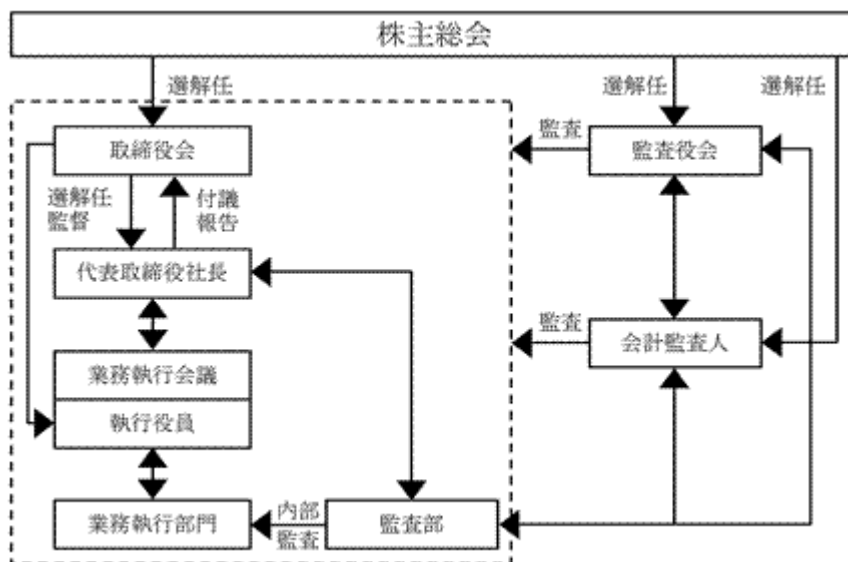 株主総会
選解任
選解任
選解任
取締役会
監査
監査役会
選解任
監督
付議
報告
代表取締役社長
監査
会計監査人
業務執行会議
執行役員
内部
監査
業務執行部門
監査部